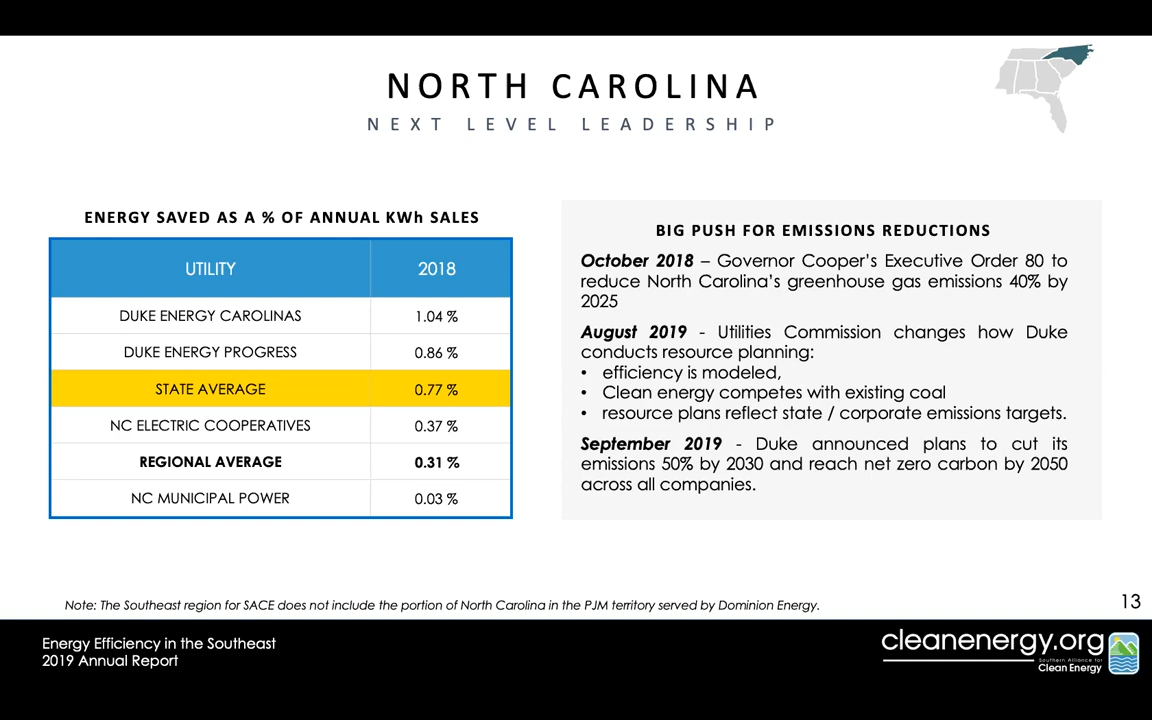 NORTH CAROLINA
NEXT LEVEL LEADERSHIP
ENERGY SAVED AS A % OF ANNUAL KWh SALES
UTILITY 2018
DUKE ENERGY CAROLINAS 1.04 %
DUKE ENERGY PROGRESS 0.86 %
STATE AVERAGE 0.77 %
NC ELECTRIC COOPERATIVES 0.37 %
REGIONAL AVERAGE 0.31 %
NC MUNICIPAL POWER 0.03 %
BIG PUSH FOR EMISSIONS REDUCTIONS
October 2018 – Governor Cooper’s Executive Order 80 to
reduce North Carolina’s greenhouse gas emissions 40% by
2025
August 2019 - Utilities Commission changes how Duke
conducts resource planning:
• efficiency is modeled,
• Clean energy competes with existing coal
• resource plans reflect state / corporate emissions targets.
September 2019 - Duke announced plans to cut its
emissions 50% by 2030 and reach net zero carbon by 2050
across all companies.
Note: The Southeast region for SACE does not include the portion of North Carolina in the PJM territory served by Dominion Energy.
13
Energy Efficiency in the Southeast
2019 Annual Report
cleanenergy.org
Southern Alliance for
Clean Energy